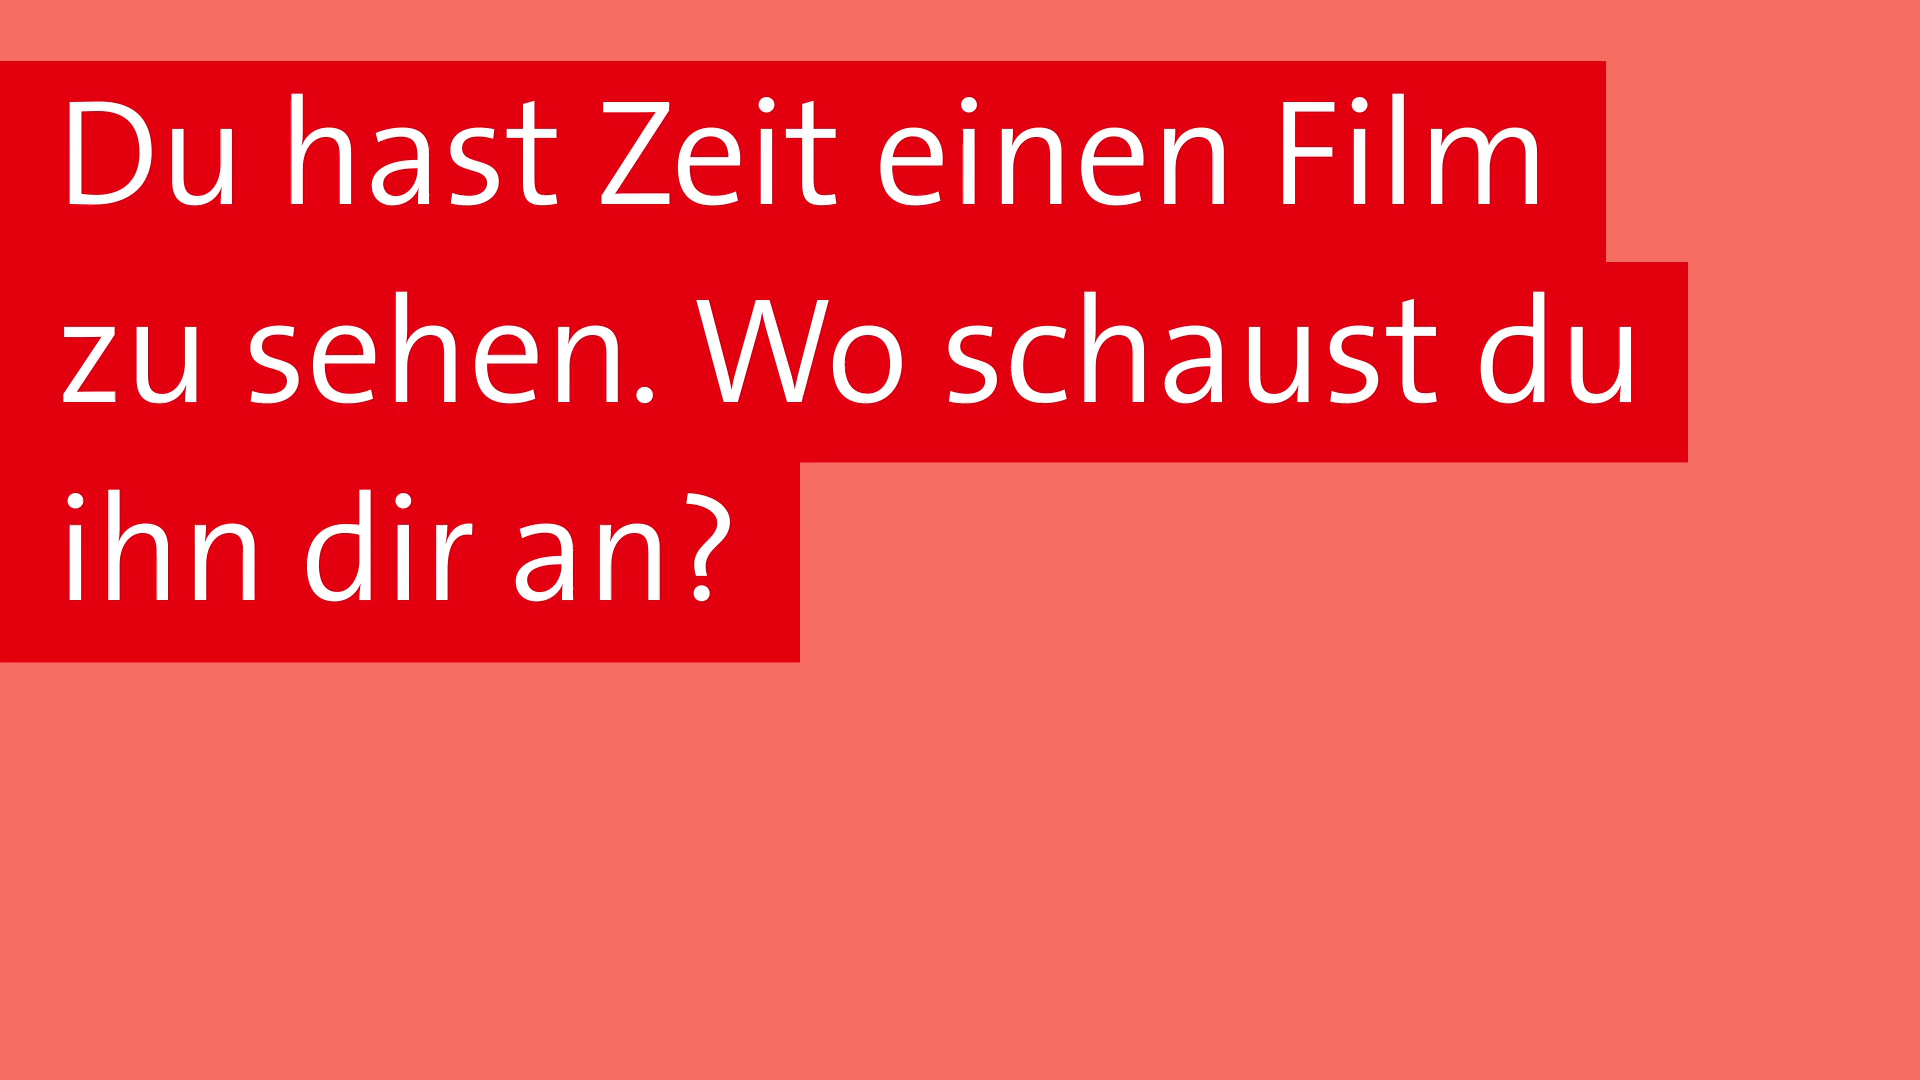 Du hast Zeit einen Film
zu sehen. Wo schaust du
ihn dir an?